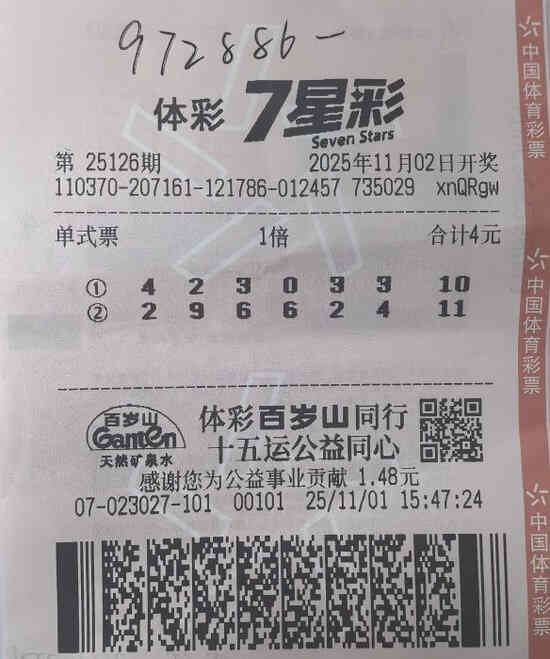 972886-
体彩 7星彩
Seven Stars
第 25126期 2025年11月02日开奖
110370-207161-121786-012457 735029 xnQRgw
单式票 1倍 合计4元
① 4 2 3 0 3 3 10
② 2 9 6 6 2 4 11
百岁山
Ganten
天然矿泉水
体彩百岁山同行
十五运公益同心
感谢您为公益事业贡献 1.48元
07-023027-101 00101 25/11/01 15:47:24
中国体育彩票
中国体育彩票
中国体育彩票